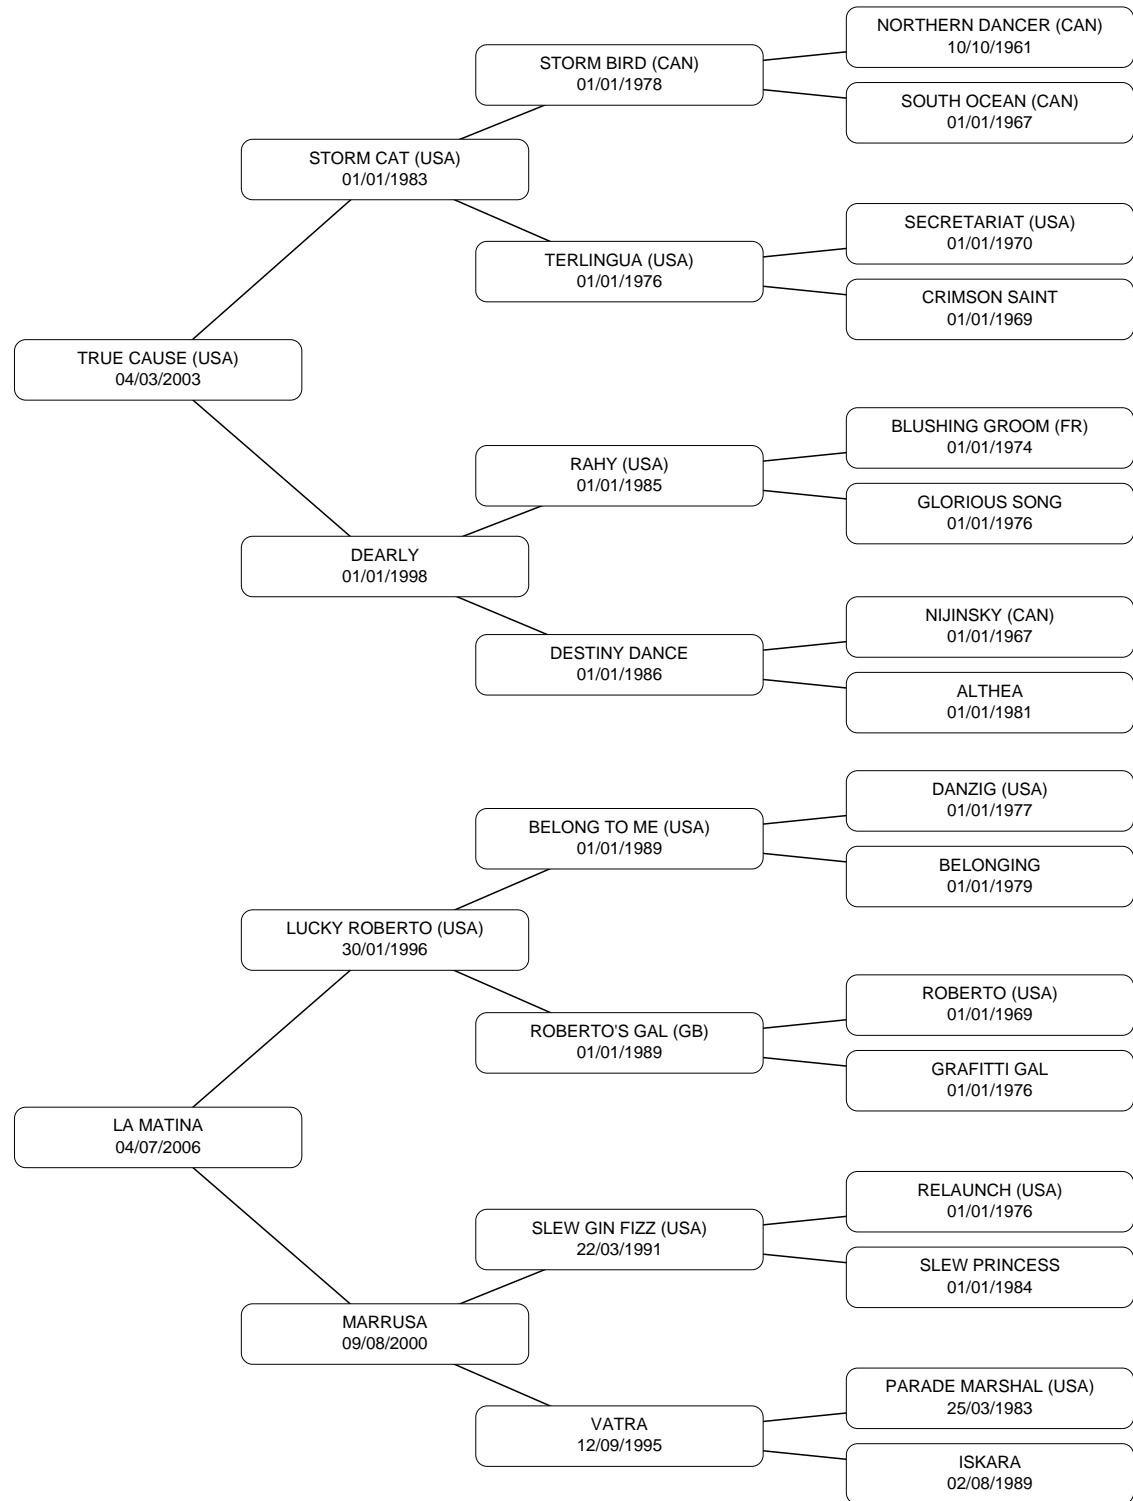 NORTHERN DANCER (CAN)
10/10/1961
STORM BIRD (CAN)
01/01/1978
SOUTH OCEAN (CAN)
01/01/1967
STORM CAT (USA)
01/01/1983
SECRETARIAT (USA)
01/01/1970
TERLINGUA (USA)
01/01/1976
CRIMSON SAINT
01/01/1969
TRUE CAUSE (USA)
04/03/2003
BLUSHING GROOM (FR)
01/01/1974
RAHY (USA)
01/01/1985
GLORIOUS SONG
01/01/1976
DEARLY
01/01/1998
NIJINSKY (CAN)
01/01/1967
DESTINY DANCE
01/01/1986
ALTHEA
01/01/1981
DANZIG (USA)
01/01/1977
BELONG TO ME (USA)
01/01/1989
BELONGING
01/01/1979
LUCKY ROBERTO (USA)
30/01/1996
ROBERTO (USA)
01/01/1969
ROBERTO'S GAL (GB)
01/01/1989
GRAFITTI GAL
01/01/1976
LA MATINA
04/07/2006
RELAUNCH (USA)
01/01/1976
SLEW GIN FIZZ (USA)
22/03/1991
SLEW PRINCESS
01/01/1984
MARRUSA
09/08/2000
PARADE MARSHAL (USA)
25/03/1983
VATRA
12/09/1995
ISKARA
02/08/1989